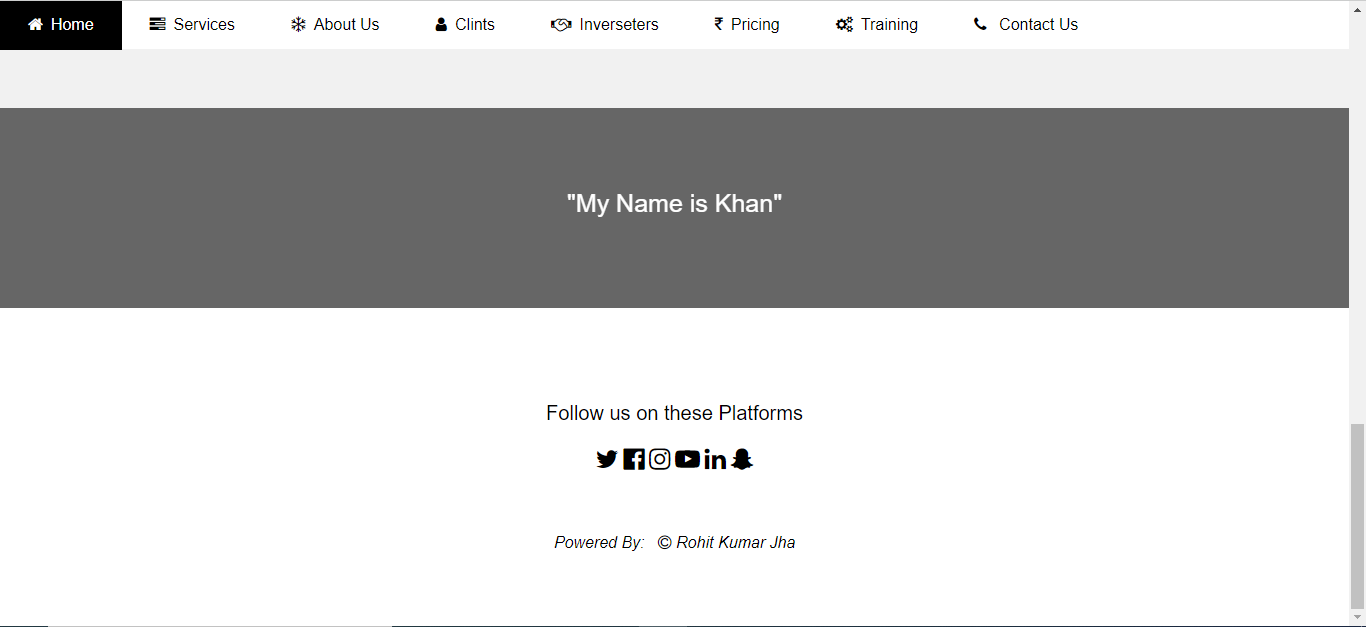 Home Services About Us Clints Inverseters ₹ Pricing Training Contact Us
"My Name is Khan"
Follow us on these Platforms
Powered By: © Rohit Kumar Jha